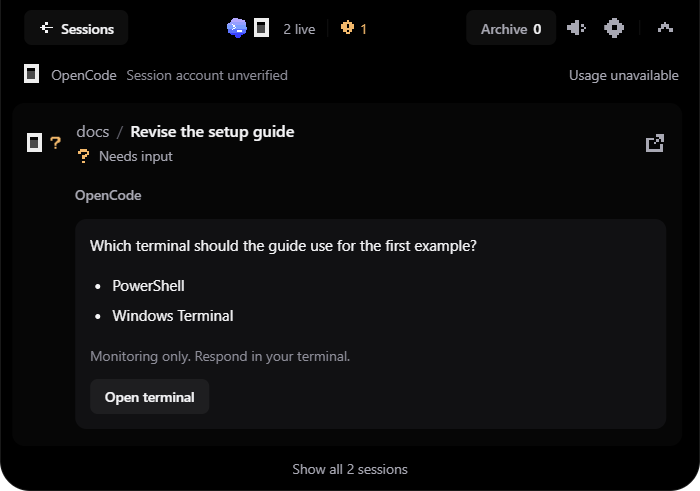 Sessions 2 live 1 Archive 0
OpenCode Session account unverified Usage unavailable
? docs / Revise the setup guide
? Needs input
OpenCode
Which terminal should the guide use for the first example?
• PowerShell
• Windows Terminal
Monitoring only. Respond in your terminal.
Open terminal
Show all 2 sessions